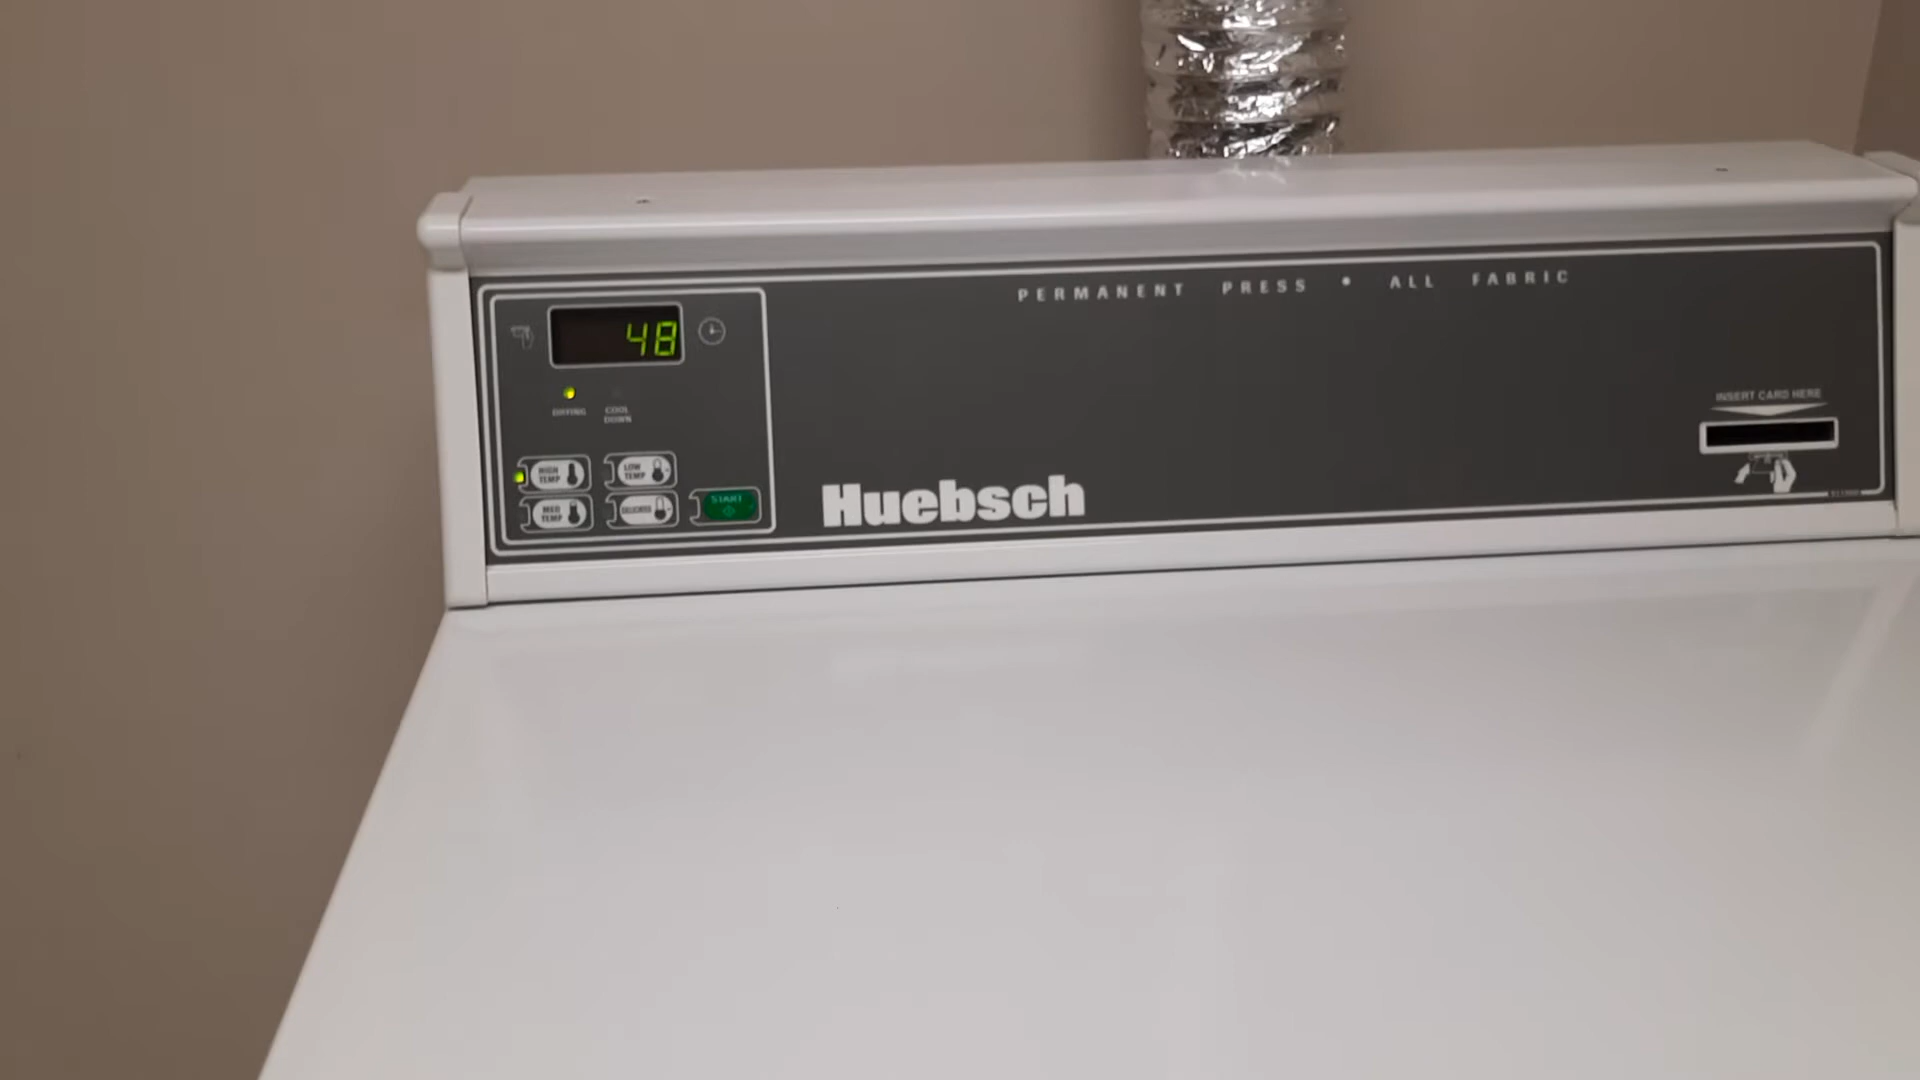 PERMANENT PRESS • ALL FABRIC
48
DRYING
COOL
DOWN
INSERT CARD HERE
HIGH
TEMP
LOW
TEMP
MED
TEMP
DELICATES
START
Huebsch